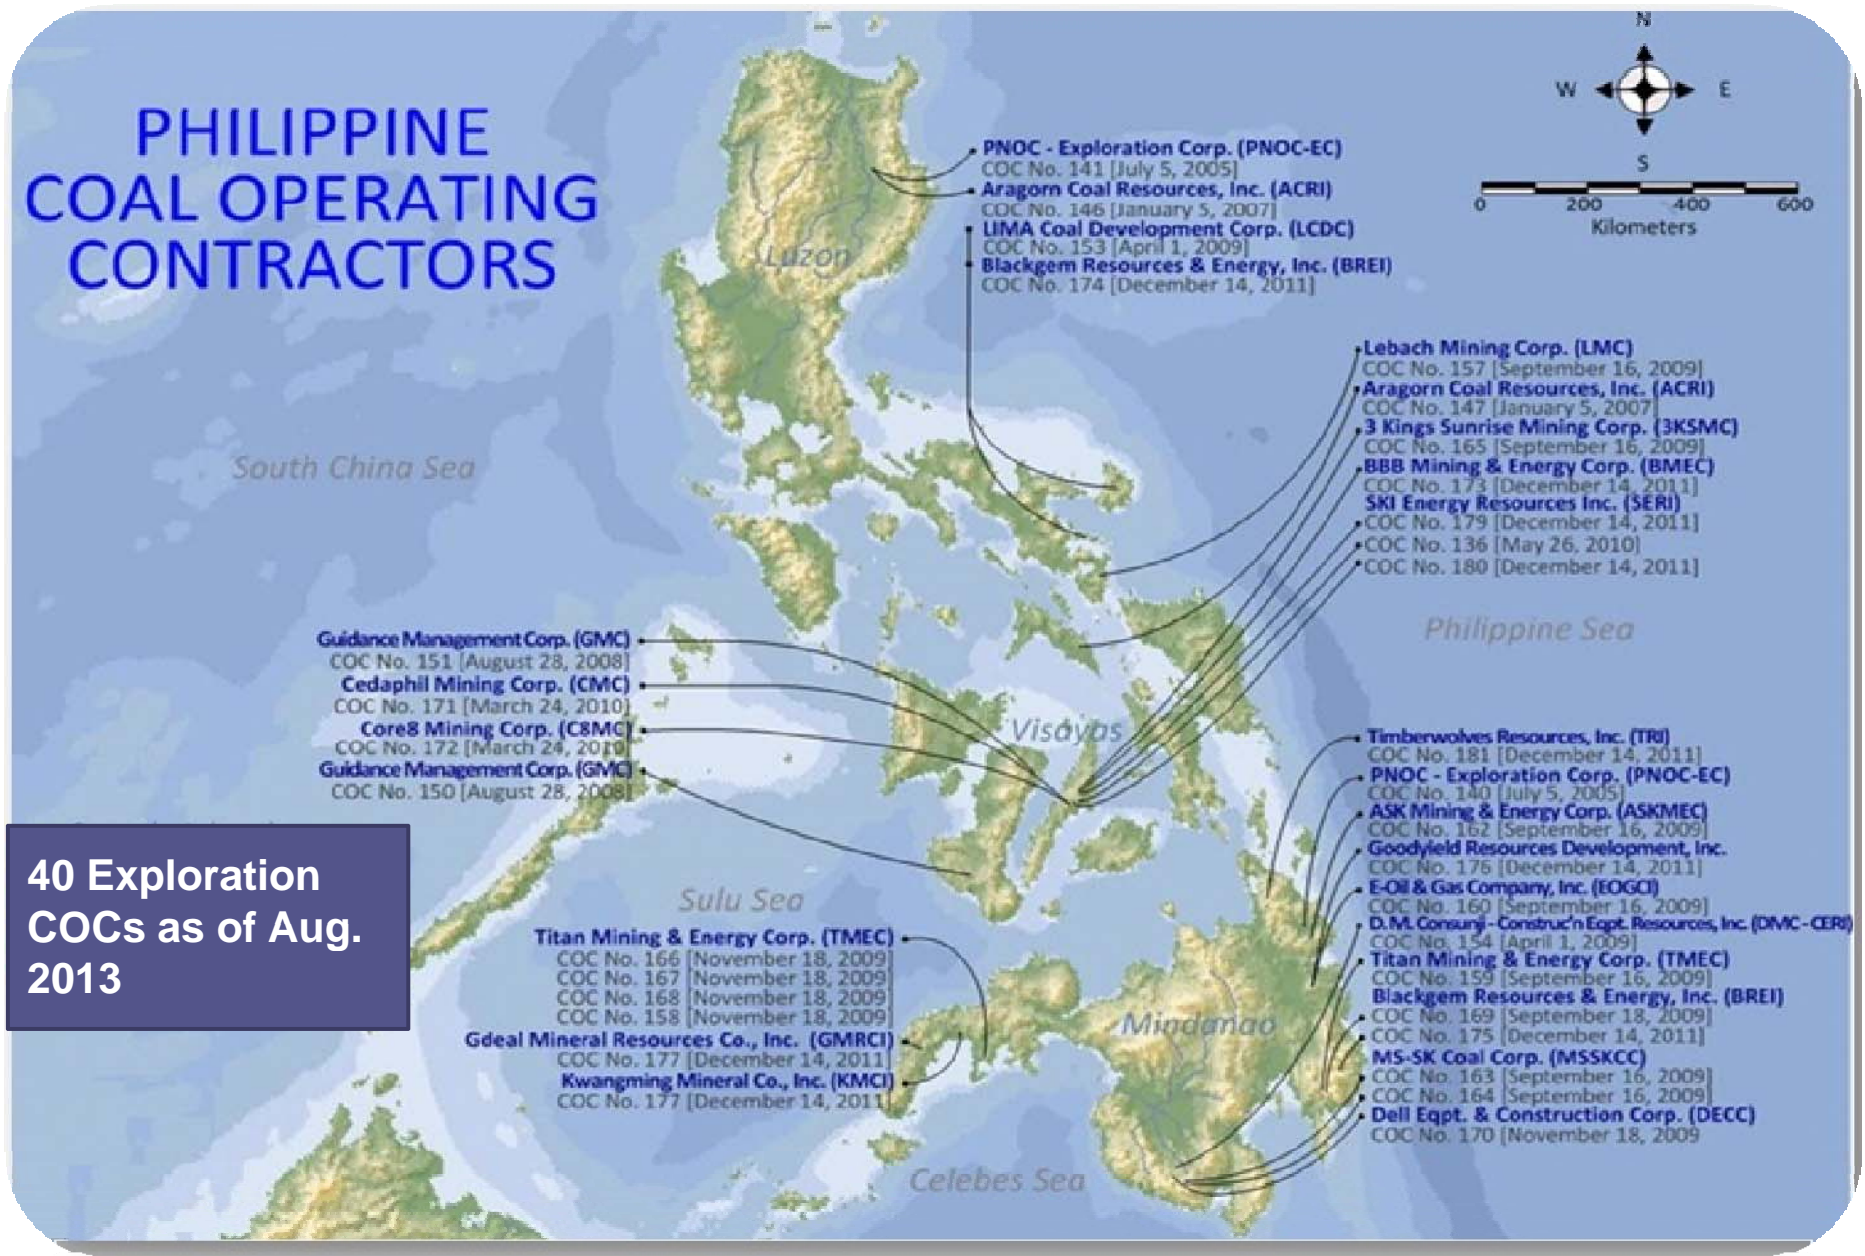 PHILIPPINE
COAL OPERATING
CONTRACTORS
N
W
E
S
0 200 400 600
Kilometers
PNOC - Exploration Corp. (PNOC-EC)
COC No. 141 [July 5, 2005]
Aragorn Coal Resources, Inc. (ACRI)
COC No. 146 [January 5, 2007]
LIMA Coal Development Corp. (LCDC)
COC No. 153 [April 1, 2009]
Blackgem Resources & Energy, Inc. (BREI)
COC No. 174 [December 14, 2011]
Luzon
Lebach Mining Corp. (LMC)
COC No. 157 [September 16, 2009]
Aragorn Coal Resources, Inc. (ACRI)
COC No. 147 [January 5, 2007]
3 Kings Sunrise Mining Corp. (3KSMC)
COC No. 165 [September 16, 2009]
BBB Mining & Energy Corp. (BMEC)
COC No. 173 [December 14, 2011]
SKI Energy Resources Inc. (SERI)
COC No. 179 [December 14, 2011]
COC No. 136 [May 26, 2010]
COC No. 180 [December 14, 2011]
South China Sea
Philippine Sea
Guidance Management Corp. (GMC)
COC No. 151 [August 28, 2008]
Cedaphil Mining Corp. (CMC)
COC No. 171 [March 24, 2010]
Core8 Mining Corp. (C8MC)
COC No. 172 [March 24, 2010]
Guidance Management Corp. (GMC)
COC No. 150 [August 28, 2008]
Visayas
Timberwolves Resources, Inc. (TRI)
COC No. 181 [December 14, 2011]
PNOC - Exploration Corp. (PNOC-EC)
COC No. 140 [July 5, 2005]
ASK Mining & Energy Corp. (ASKMEC)
COC No. 162 [September 16, 2009]
Goodyield Resources Development, Inc.
COC No. 176 [December 14, 2011]
E-Oil & Gas Company, Inc. (EOGCI)
COC No. 160 [September 16, 2009]
D.M. Consunji - Construc'n Eqpt. Resources, Inc. (DMC - CERI)
COC No. 154 [April 1, 2009]
Titan Mining & Energy Corp. (TMEC)
COC No. 159 [September 16, 2009]
Blackgem Resources & Energy, Inc. (BREI)
COC No. 169 [September 18, 2009]
COC No. 175 [December 14, 2011]
MS-SK Coal Corp. (MSSKCC)
COC No. 163 [September 16, 2009]
COC No. 164 [September 16, 2009]
Dell Eqpt. & Construction Corp. (DECC)
COC No. 170 [November 18, 2009
40 Exploration
COCs as of Aug.
2013
Sulu Sea
Titan Mining & Energy Corp. (TMEC)
COC No. 166 [November 18, 2009]
COC No. 167 [November 18, 2009]
COC No. 168 [November 18, 2009]
COC No. 158 [November 18, 2009]
Gdeal Mineral Resources Co., Inc. (GMRCI)
COC No. 177 [December 14, 2011]
Kwangming Mineral Co., Inc. (KMCI)
COC No. 177 [December 14, 2011]
Mindanao
Celebes Sea